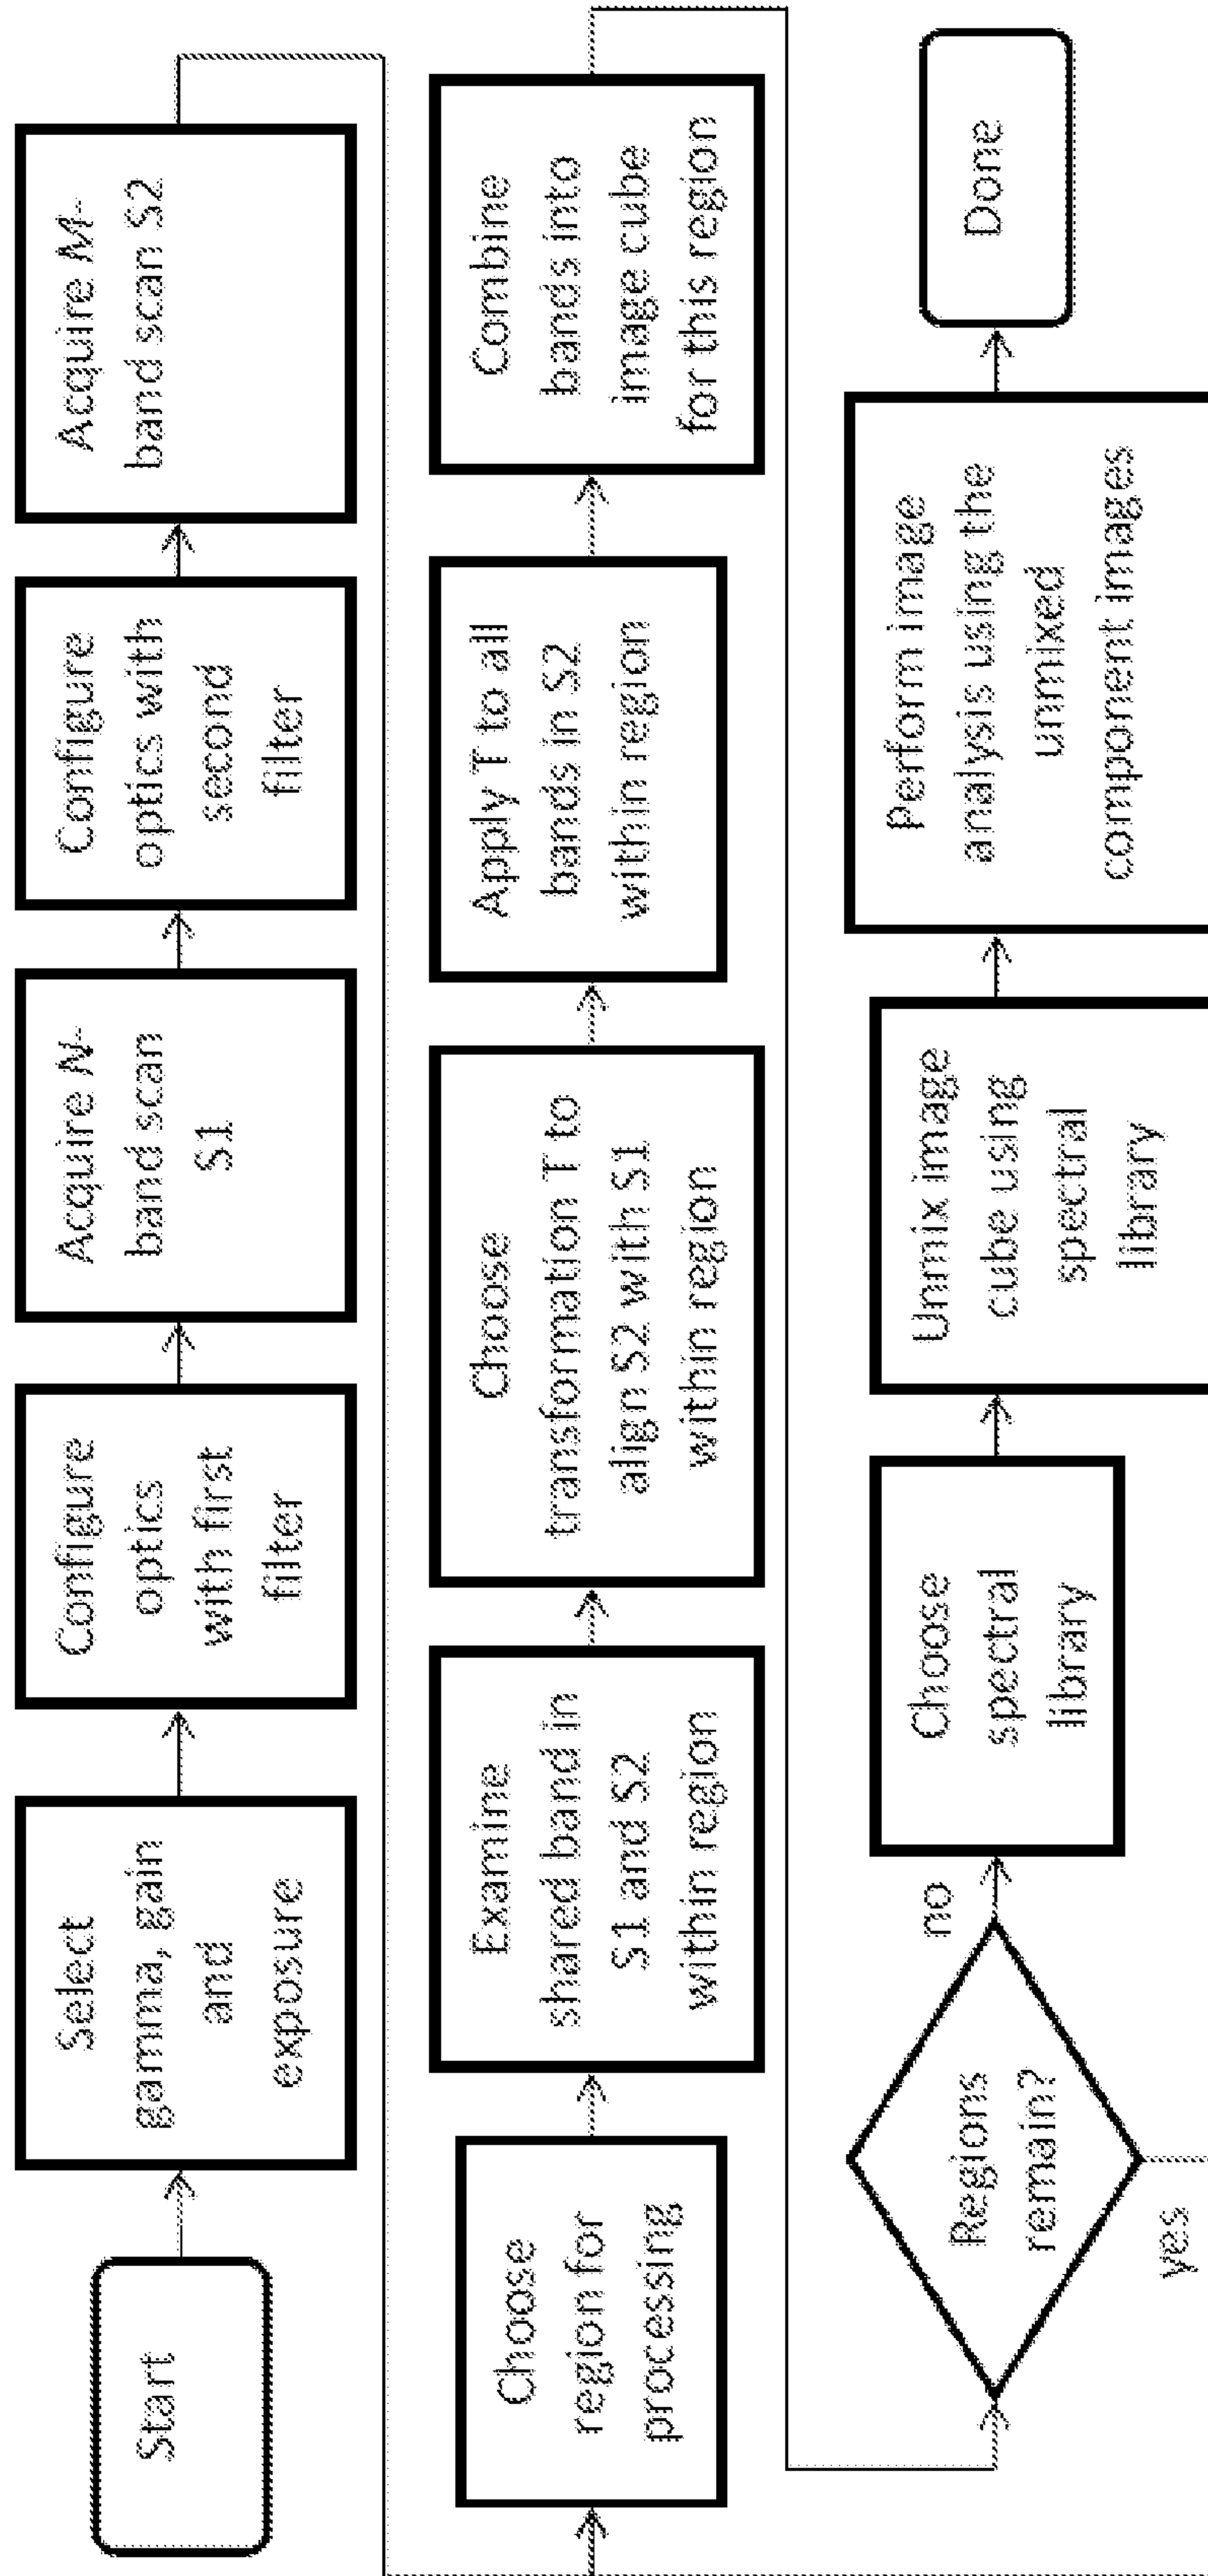 Start
Select
gamma, gain
and
exposure
Configure
optics
with first
filter
Acquire N-
band scan
S1
Configure
optics with
second
filter
Acquire M-
band scan S2
Choose
region for
processing
Examine
shared band in
S1 and S2
within region
Choose
transformation T to
align S2 with S1
within region
Apply T to all
bands in S2
within region
Combine
bands into
image cube
for this region
Regions
remain?
yes
no
Choose
spectral
library
Unmix image
cube using
spectral
library
Perform image
analysis using the
unmixed
component images
Done